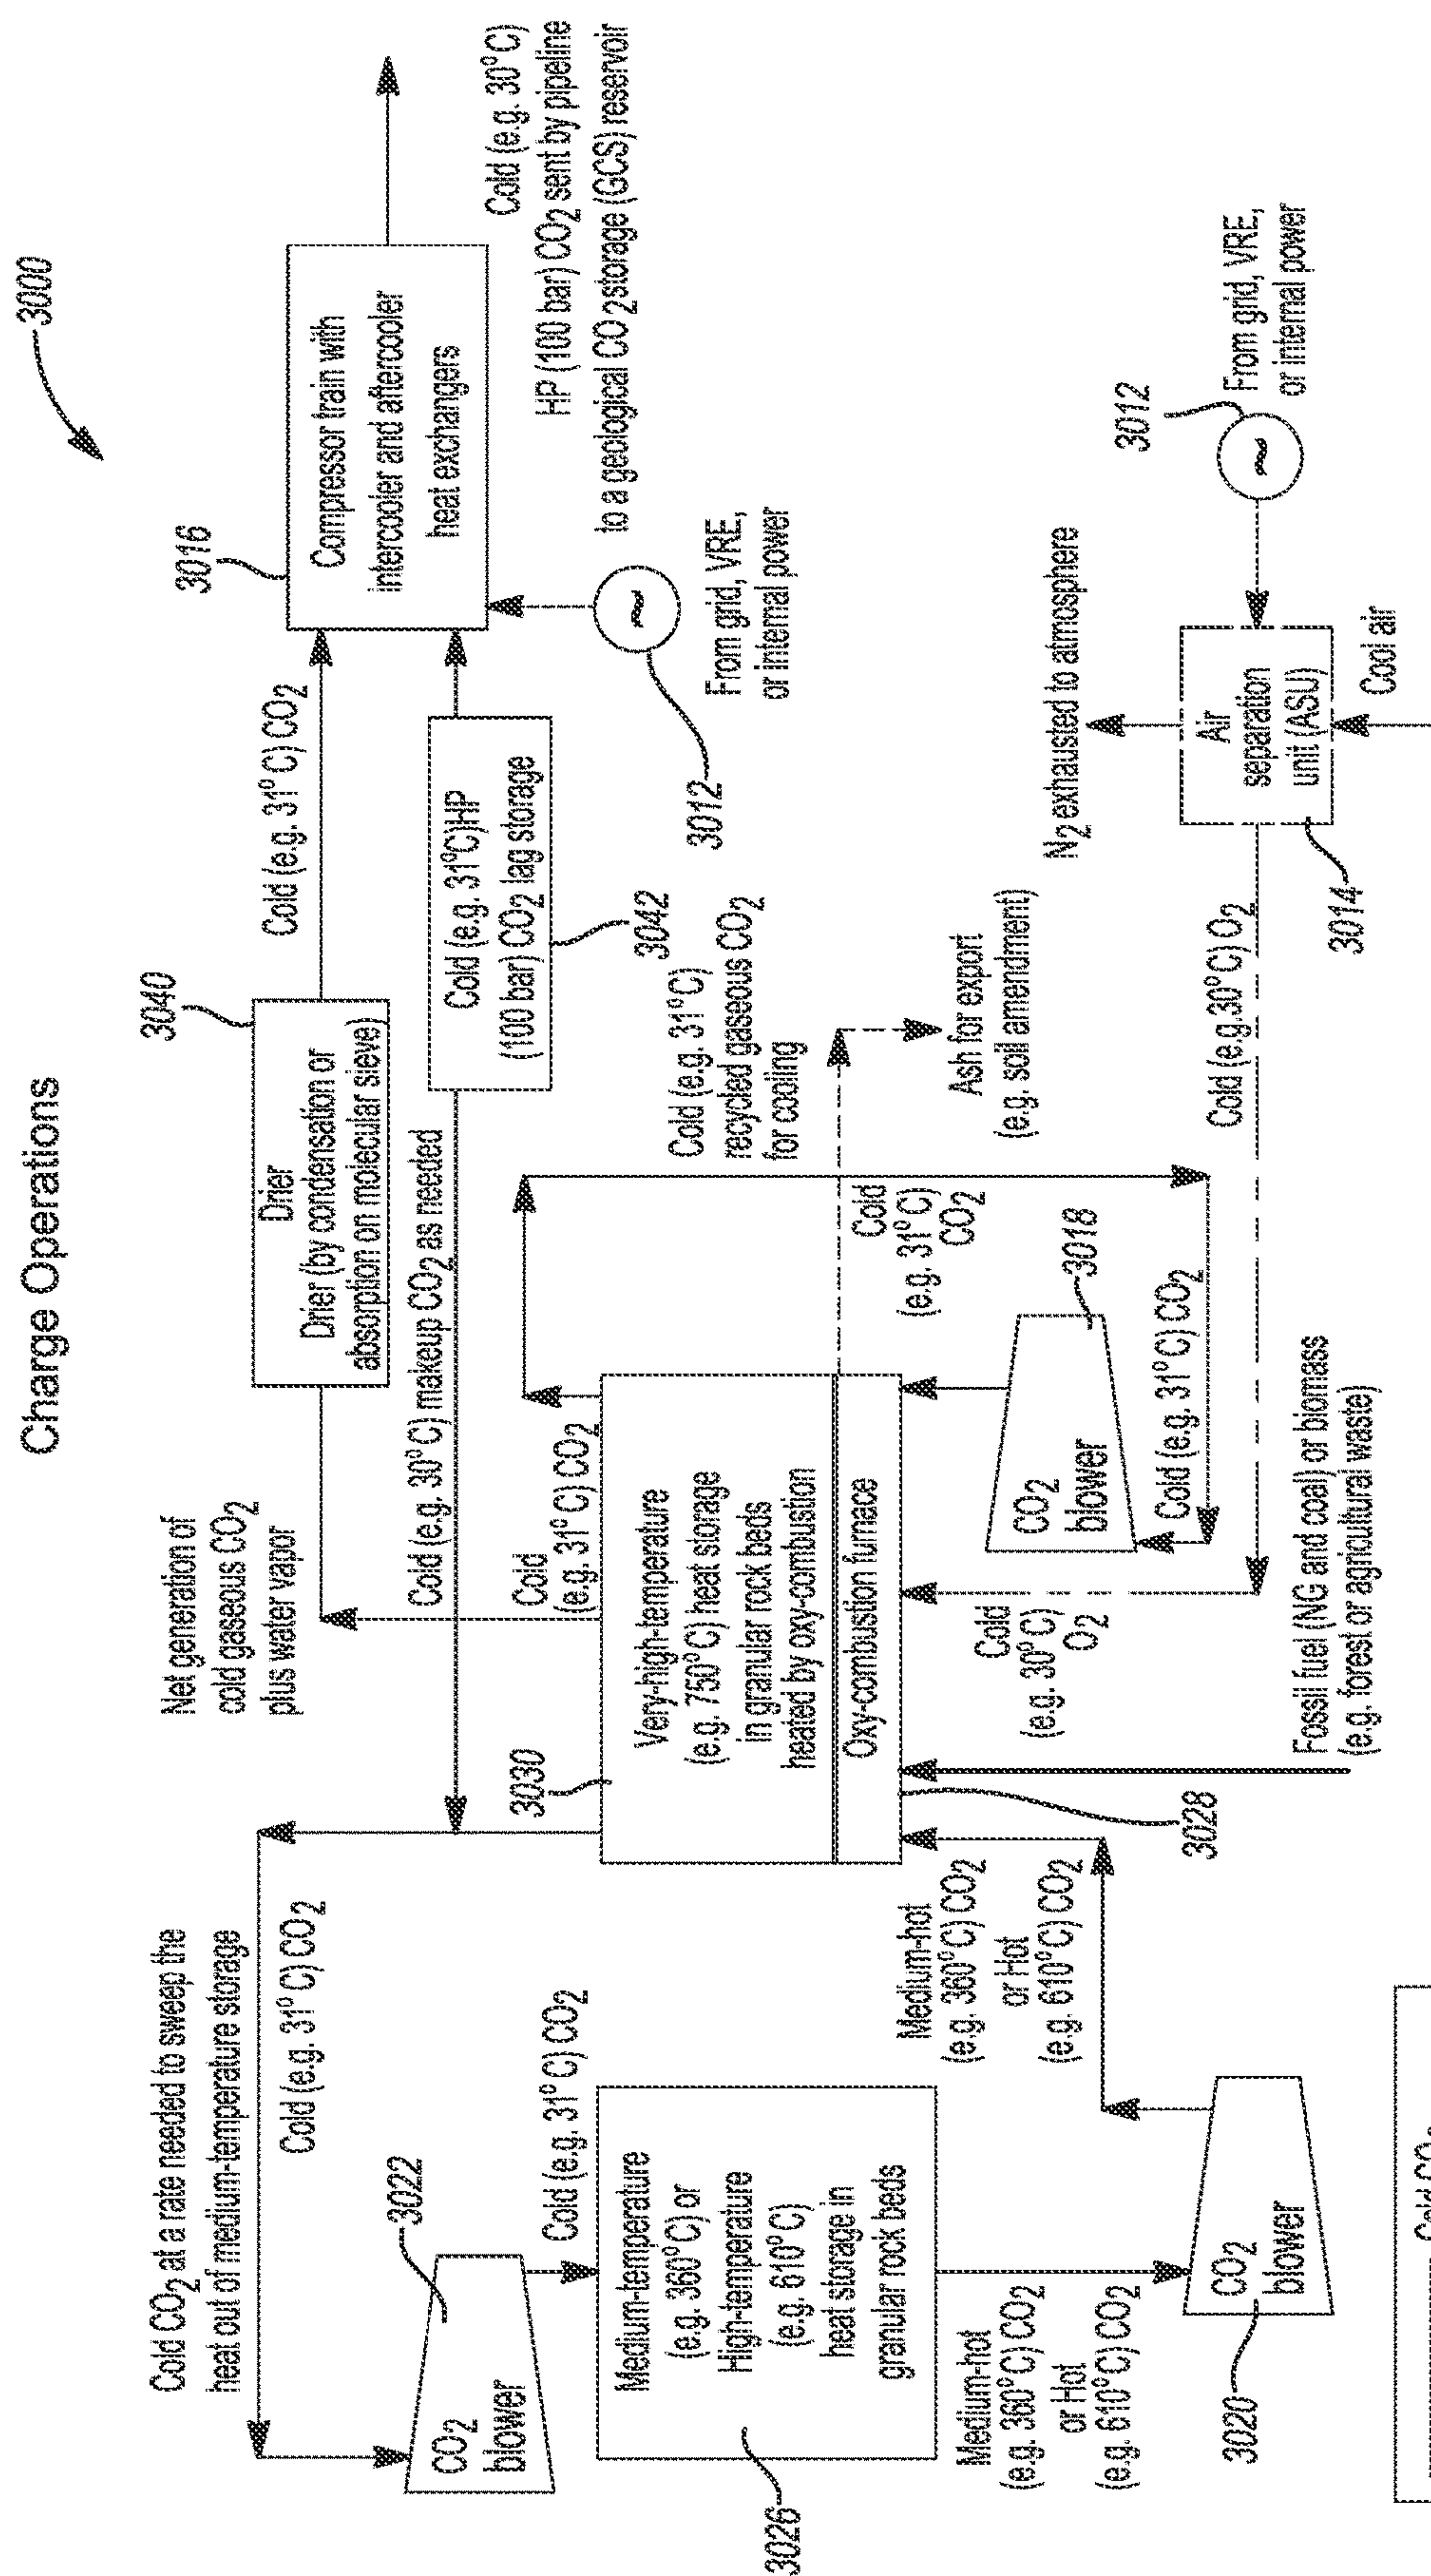 Charge Operations
3000
Cold CO2 at a rate needed to sweep the
heat out of medium-temperature storage
Cold (e.g. 31°C) CO2
Net generation of
cold gaseous CO2
plus water vapor
3040
Drier
Drier (by condensation or
absorption on molecular sieve)
Cold (e.g. 31°C) CO2
3016
Compressor train with
intercooler and aftercooler
heat exchangers
Cold (e.g. 30°C)
HP (100 bar) CO2 sent by pipeline
to a geological CO2 storage (GCS) reservoir
Cold (e.g. 30°C) makeup CO2 as needed
Cold (e.g. 31°C) HP
(100 bar) CO2 lag storage
3042
3012
From grid, VRE,
or internal power
3022
CO2
blower
Cold (e.g. 31°C) CO2
Medium-temperature
(e.g. 360°C) or
High-temperature
(e.g. 610°C)
heat storage in
granular rock beds
3026
Medium-hot
(e.g. 360°C) CO2
or Hot
(e.g. 610°C) CO2
CO2
blower
3020
Medium-hot
(e.g. 360°C) CO2
or Hot
(e.g. 610°C) CO2
3030
Cold
(e.g. 31°C) CO2
Very-high-temperature
(e.g. 750°C) heat storage
in granular rock beds
heated by oxy-combustion
Oxy-combustion furnace
3028
Cold (e.g. 31°C)
recycled gaseous CO2
for cooling
Cold
(e.g. 31°C)
CO2
Ash for export
(e.g. soil amendment)
CO2
blower
3018
Cold (e.g. 31°C) CO2
Cold
(e.g. 30°C)
O2
Cold (e.g.30°C) O2
Fossil fuel (NG and coal) or biomass
(e.g. forest or agricultural waste)
N2 exhausted to atmosphere
Air
separation
unit (ASU)
3014
Cool air
3012
From grid, VRE,
or internal power
Cold CO2